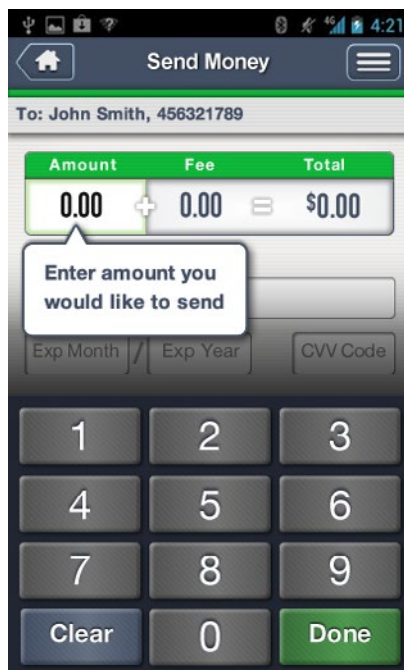 4G 4:21
Send Money
To: John Smith, 456321789
Amount Fee Total
0.00 + 0.00 = $0.00
Enter amount you
would like to send
Exp Month / Exp Year CVV Code
1 2 3
4 5 6
7 8 9
Clear 0 Done